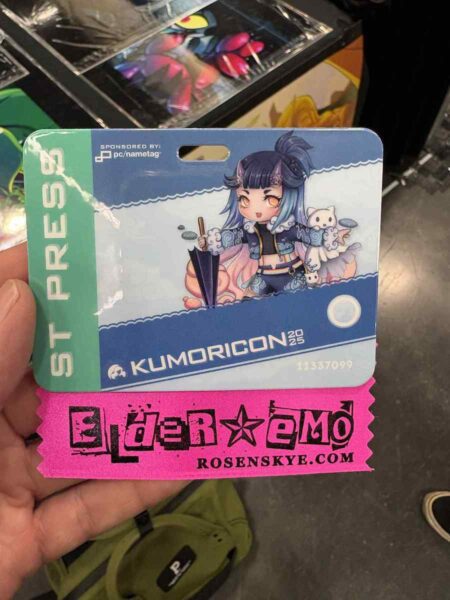 SPONSORED BY:
pc/nametag
ST PRESS
KUMORICON 2025
11337099
ELdER★eMO
ROSENSKYE.COM
P